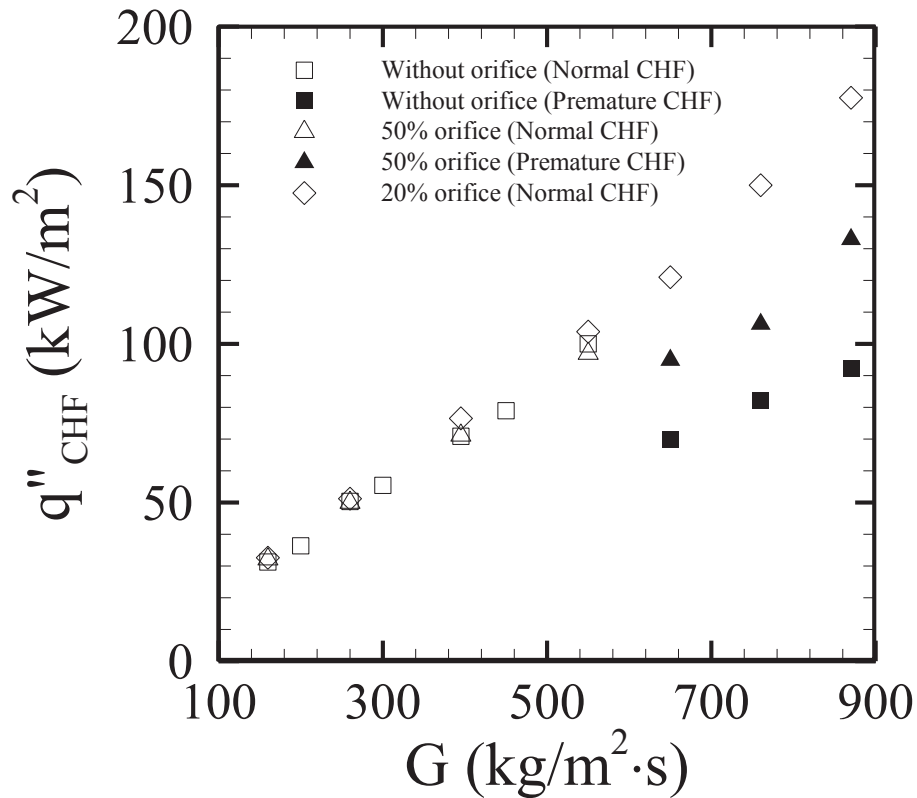 200
150
100
50
0
100
300
500
700
900
q"CHF (kW/m²)
G (kg/m²·s)
Without orifice (Normal CHF)
Without orifice (Premature CHF)
50% orifice (Normal CHF)
50% orifice (Premature CHF)
20% orifice (Normal CHF)